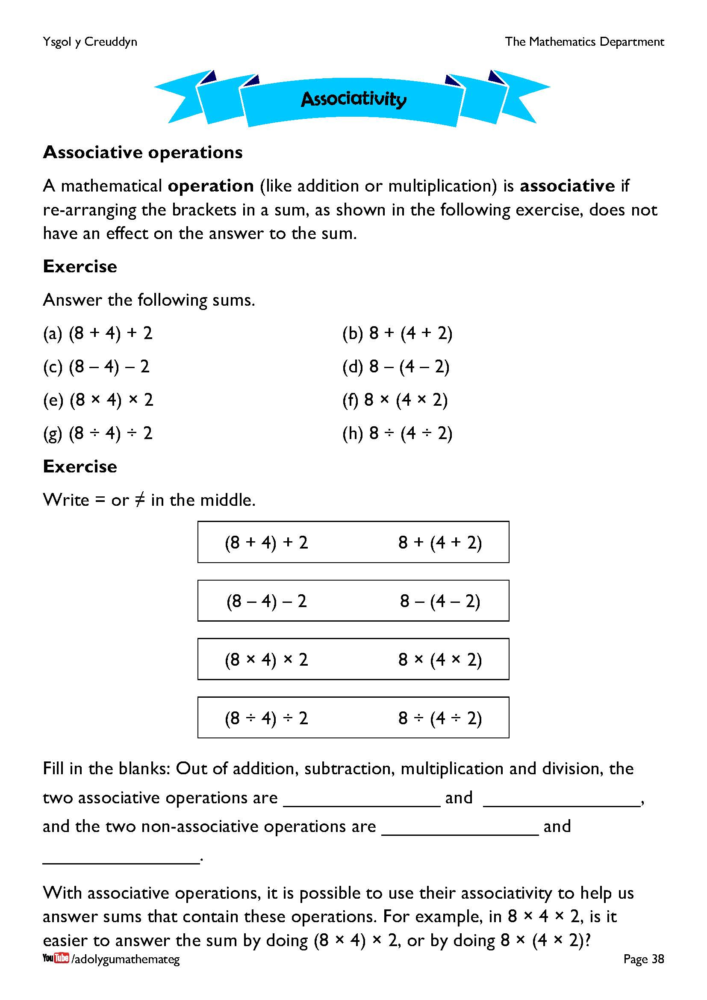 Ysgol y Creuddyn The Mathematics Department
Associativity
Associative operations
A mathematical operation (like addition or multiplication) is associative if
re-arranging the brackets in a sum, as shown in the following exercise, does not
have an effect on the answer to the sum.
Exercise
Answer the following sums.
(a) (8 + 4) + 2 (b) 8 + (4 + 2)
(c) (8 – 4) – 2 (d) 8 – (4 – 2)
(e) (8 × 4) × 2 (f) 8 × (4 × 2)
(g) (8 ÷ 4) ÷ 2 (h) 8 ÷ (4 ÷ 2)
Exercise
Write = or ≠ in the middle.
(8 + 4) + 2 8 + (4 + 2)
(8 – 4) – 2 8 – (4 – 2)
(8 × 4) × 2 8 × (4 × 2)
(8 ÷ 4) ÷ 2 8 ÷ (4 ÷ 2)
Fill in the blanks: Out of addition, subtraction, multiplication and division, the
two associative operations are _________________ and _________________,
and the two non-associative operations are _________________ and
_________________.
With associative operations, it is possible to use their associativity to help us
answer sums that contain these operations. For example, in 8 × 4 × 2, is it
easier to answer the sum by doing (8 × 4) × 2, or by doing 8 × (4 × 2)?
YouTube /adolygumathemateg Page 38